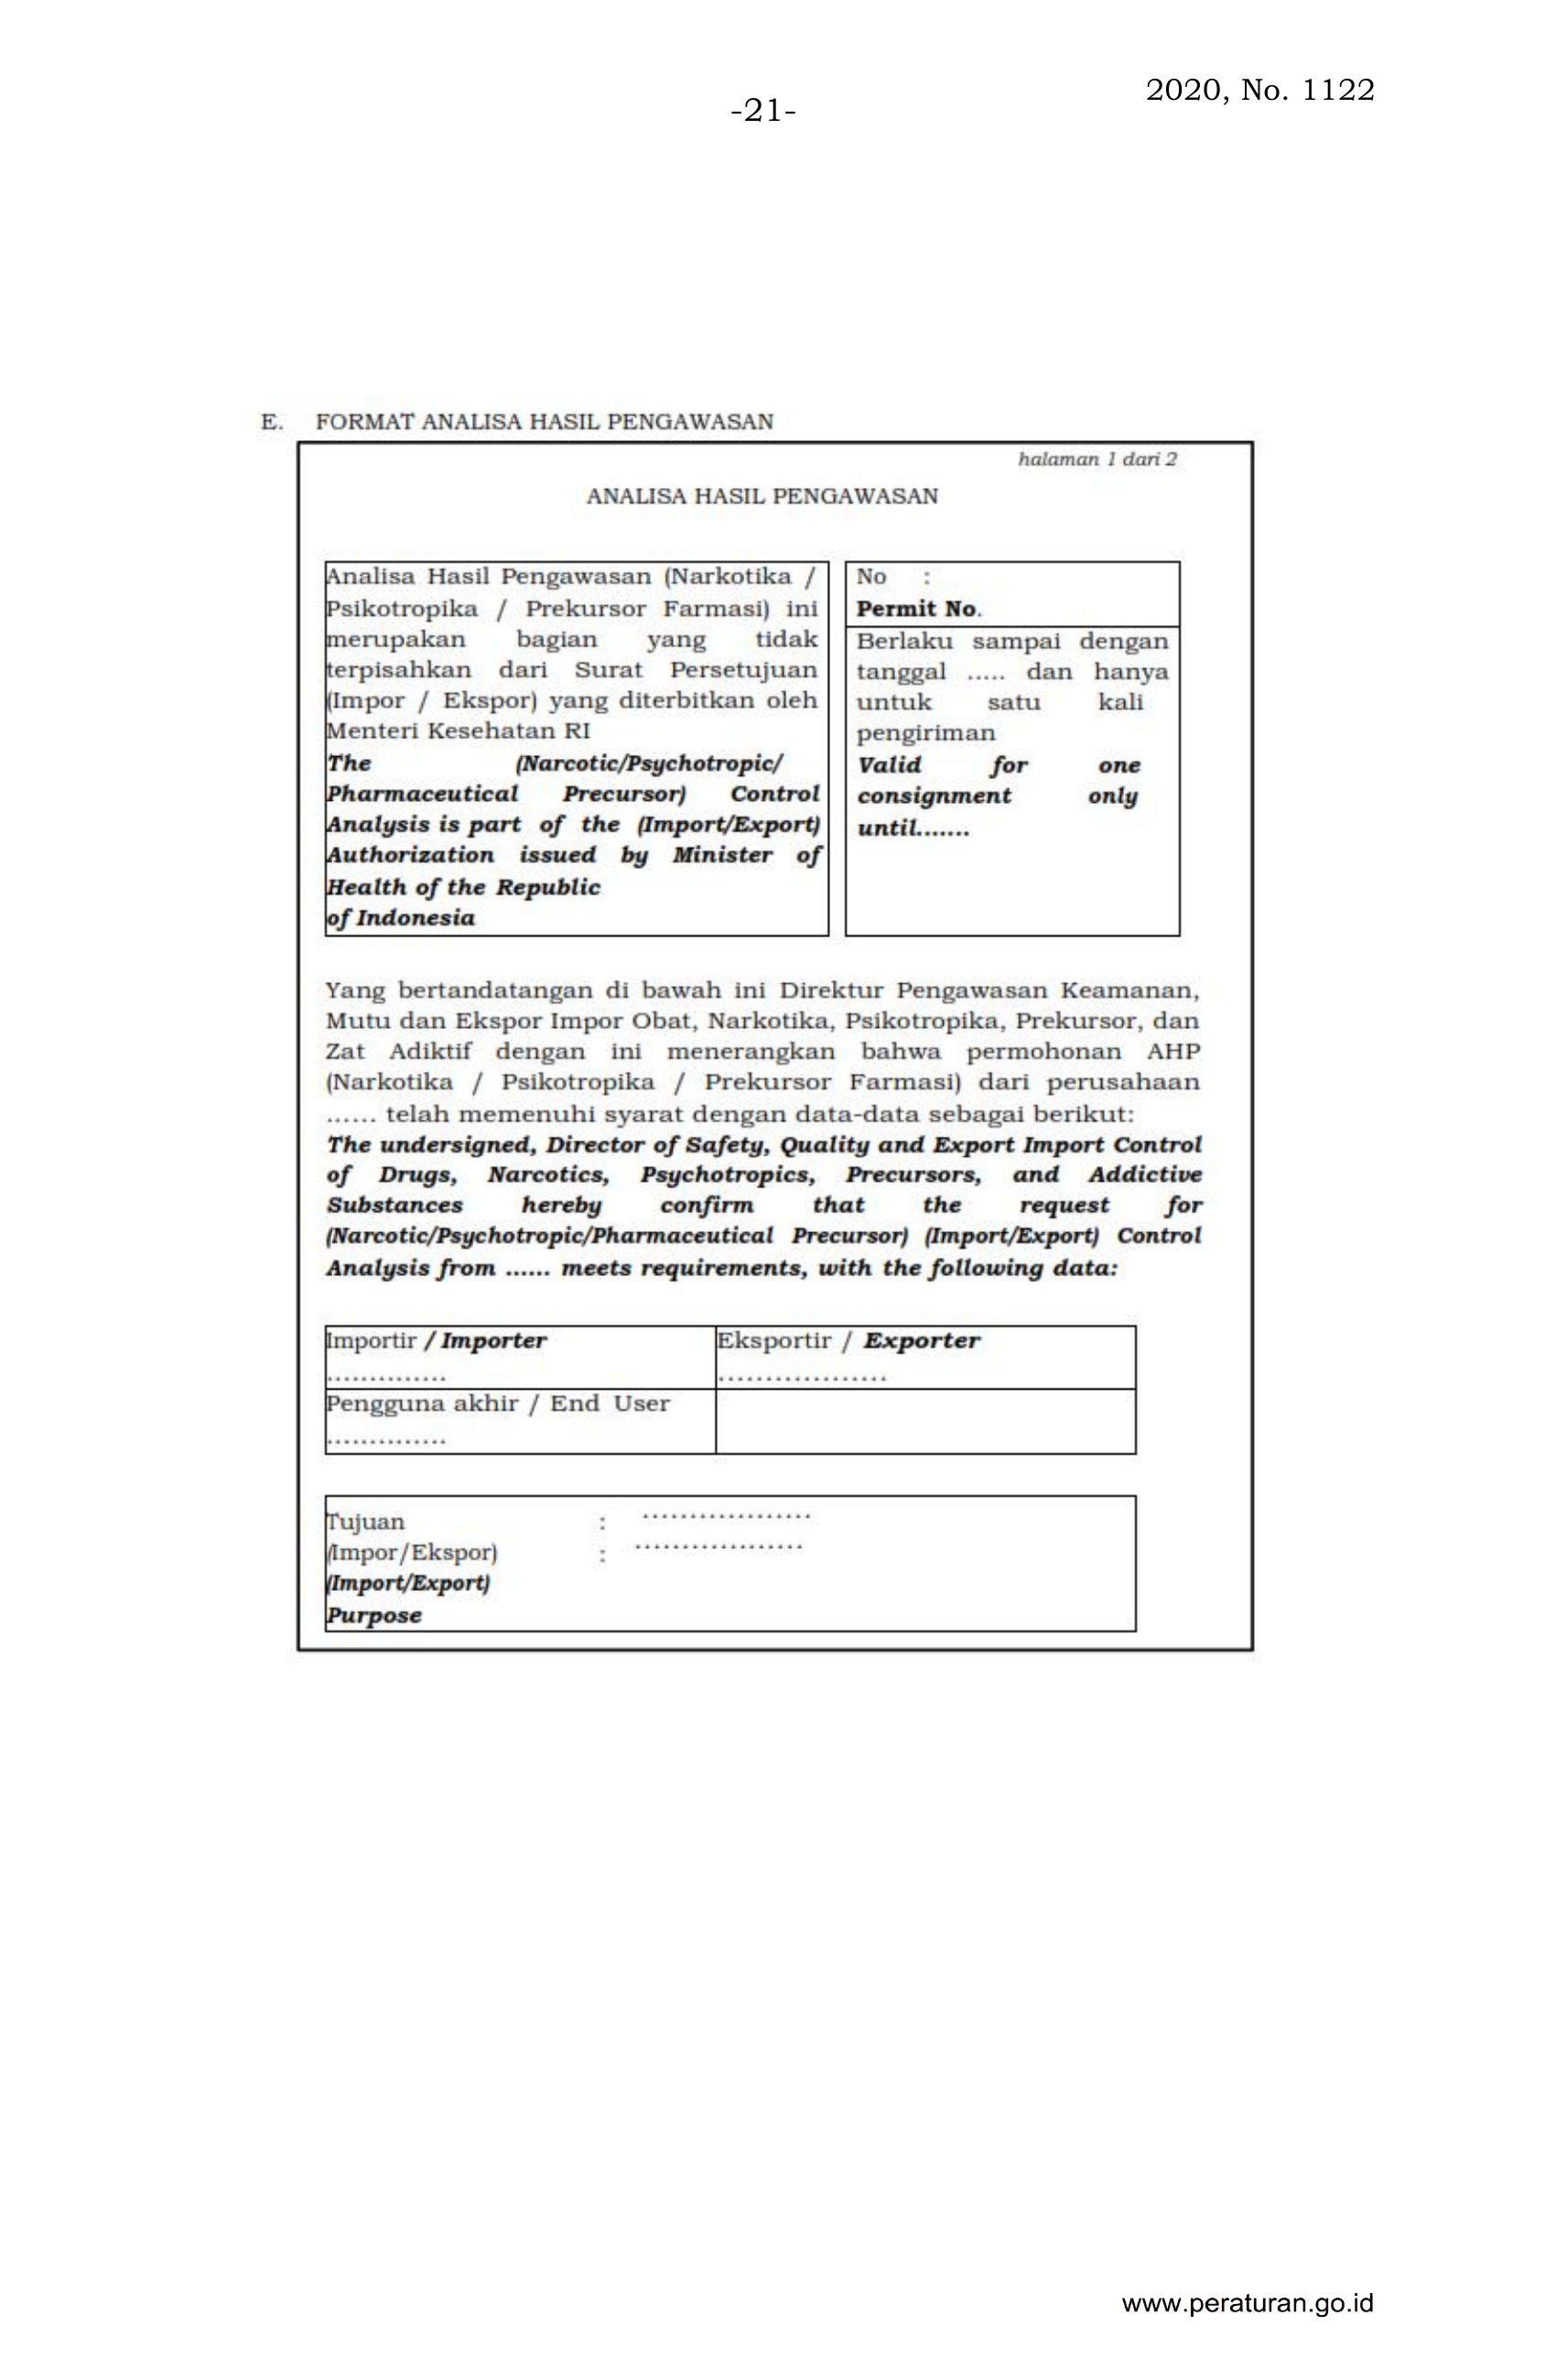 2020, No. 1122
-21-
E. FORMAT ANALISA HASIL PENGAWASAN
halaman 1 dari 2
ANALISA HASIL PENGAWASAN
Analisa Hasil Pengawasan (Narkotika /
Psikotropika / Prekursor Farmasi) ini
merupakan bagian yang tidak
terpisahkan dari Surat Persetujuan
(Impor / Ekspor) yang diterbitkan oleh
Menteri Kesehatan RI
The (Narcotic/Psychotropic/
Pharmaceutical Precursor) Control
Analysis is part of the (Import/Export)
Authorization issued by Minister of
Health of the Republic
of Indonesia
No :
Permit No.
Berlaku sampai dengan
tanggal ..... dan hanya
untuk satu kali
pengiriman
Valid for one
consignment only
until.......
Yang bertandatangan di bawah ini Direktur Pengawasan Keamanan,
Mutu dan Ekspor Impor Obat, Narkotika, Psikotropika, Prekursor, dan
Zat Adiktif dengan ini menerangkan bahwa permohonan AHP
(Narkotika / Psikotropika / Prekursor Farmasi) dari perusahaan
...... telah memenuhi syarat dengan data-data sebagai berikut:
The undersigned, Director of Safety, Quality and Export Import Control
of Drugs, Narcotics, Psychotropics, Precursors, and Addictive
Substances hereby confirm that the request for
(Narcotic/Psychotropic/Pharmaceutical Precursor) (Import/Export) Control
Analysis from ...... meets requirements, with the following data:
Importir / Importer
..............
Eksportir / Exporter
..................
Pengguna akhir / End User
..............
Tujuan : ..................
(Impor/Ekspor) : ..................
(Import/Export)
Purpose
www.peraturan.go.id